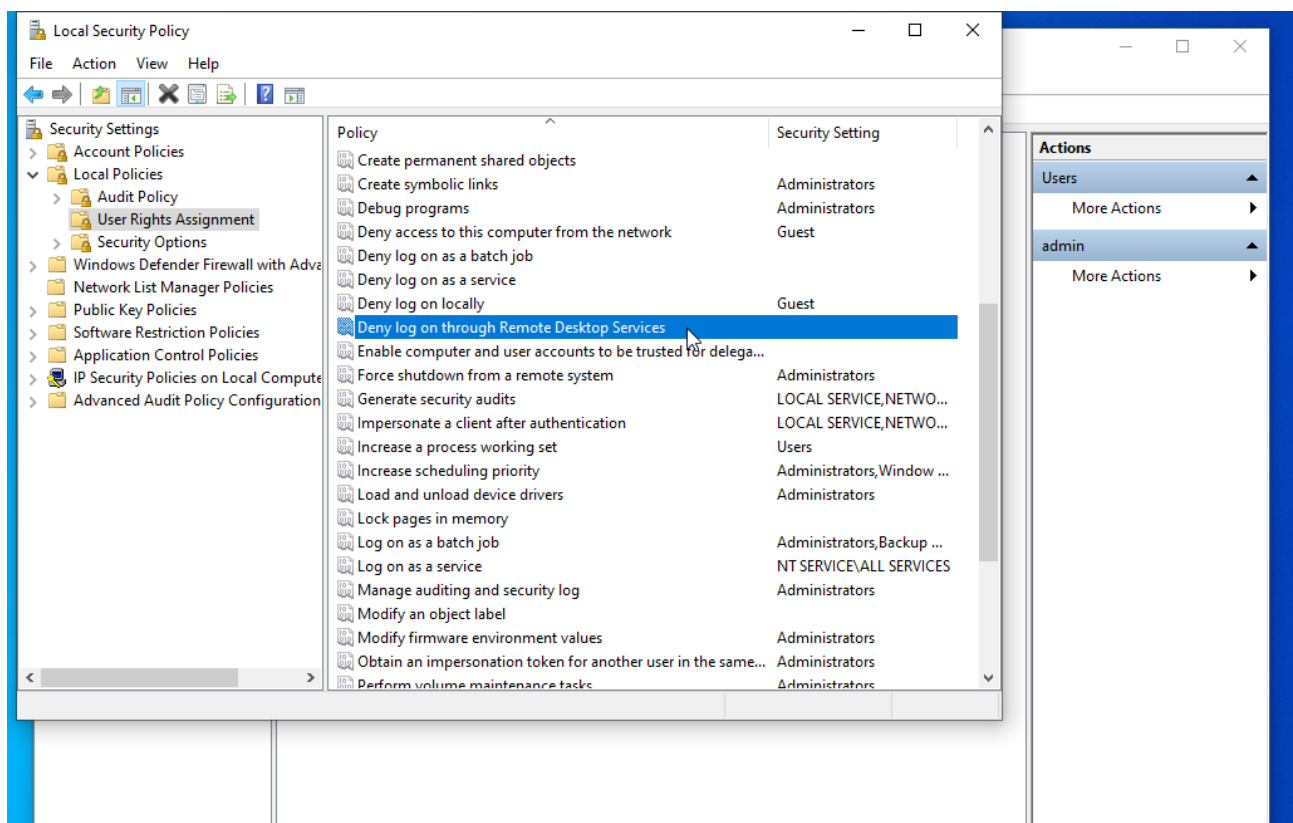 Local Security Policy
File Action View Help
Security Settings
Account Policies
Local Policies
Audit Policy
User Rights Assignment
Security Options
Windows Defender Firewall with Adva
Network List Manager Policies
Public Key Policies
Software Restriction Policies
Application Control Policies
IP Security Policies on Local Compute
Advanced Audit Policy Configuration
Policy Security Setting
Create permanent shared objects
Create symbolic links Administrators
Debug programs Administrators
Deny access to this computer from the network Guest
Deny log on as a batch job
Deny log on as a service
Deny log on locally Guest
Deny log on through Remote Desktop Services
Enable computer and user accounts to be trusted for delega...
Force shutdown from a remote system Administrators
Generate security audits LOCAL SERVICE,NETWO...
Impersonate a client after authentication LOCAL SERVICE,NETWO...
Increase a process working set Users
Increase scheduling priority Administrators,Window ...
Load and unload device drivers Administrators
Lock pages in memory
Log on as a batch job Administrators,Backup ...
Log on as a service NT SERVICE\ALL SERVICES
Manage auditing and security log Administrators
Modify an object label
Modify firmware environment values Administrators
Obtain an impersonation token for another user in the same... Administrators
Perform volume maintenance tasks Administrators
Actions
Users
More Actions
admin
More Actions